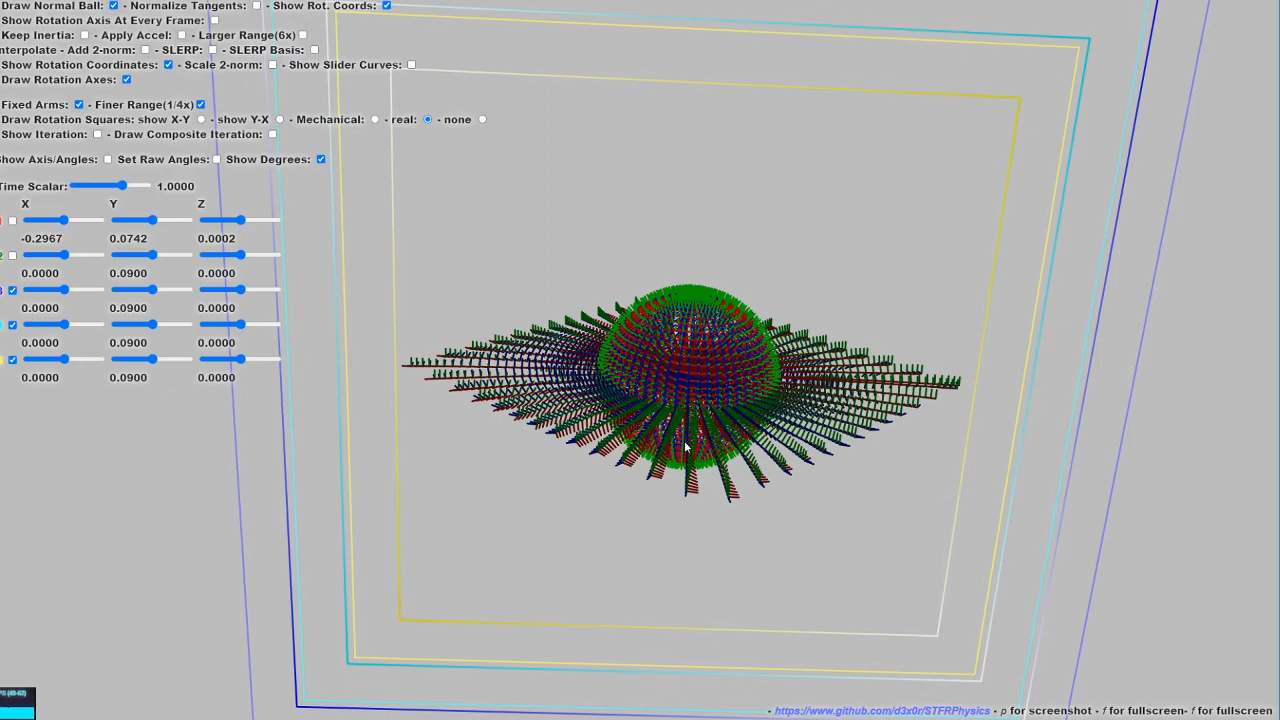 Draw Normal Ball: - Normalize Tangents: - Show Rot. Coords:
Show Rotation Axis At Every Frame:
Keep Inertia: - Apply Accel: - Larger Range(6x)
nterpolate - Add 2-norm: - SLERP: - SLERP Basis:
Show Rotation Coordinates: - Scale 2-norm: - Show Slider Curves:
Draw Rotation Axes:
Fixed Arms: - Finer Range(1/4x)
Draw Rotation Squares: show X-Y - show Y-X - Mechanical: - real: - none
Show Iteration: - Draw Composite Iteration:
how Axis/Angles: Set Raw Angles: Show Degrees:
Time Scalar: 1.0000
X Y Z
-0.2967 0.0742 0.0002
0.0000 0.0900 0.0000
0.0000 0.0900 0.0000
0.0000 0.0900 0.0000
0.0000 0.0900 0.0000
- https://www.github.com/d3x0r/STFRPhysics - p for screenshot - f for fullscreen- f for fullscreen